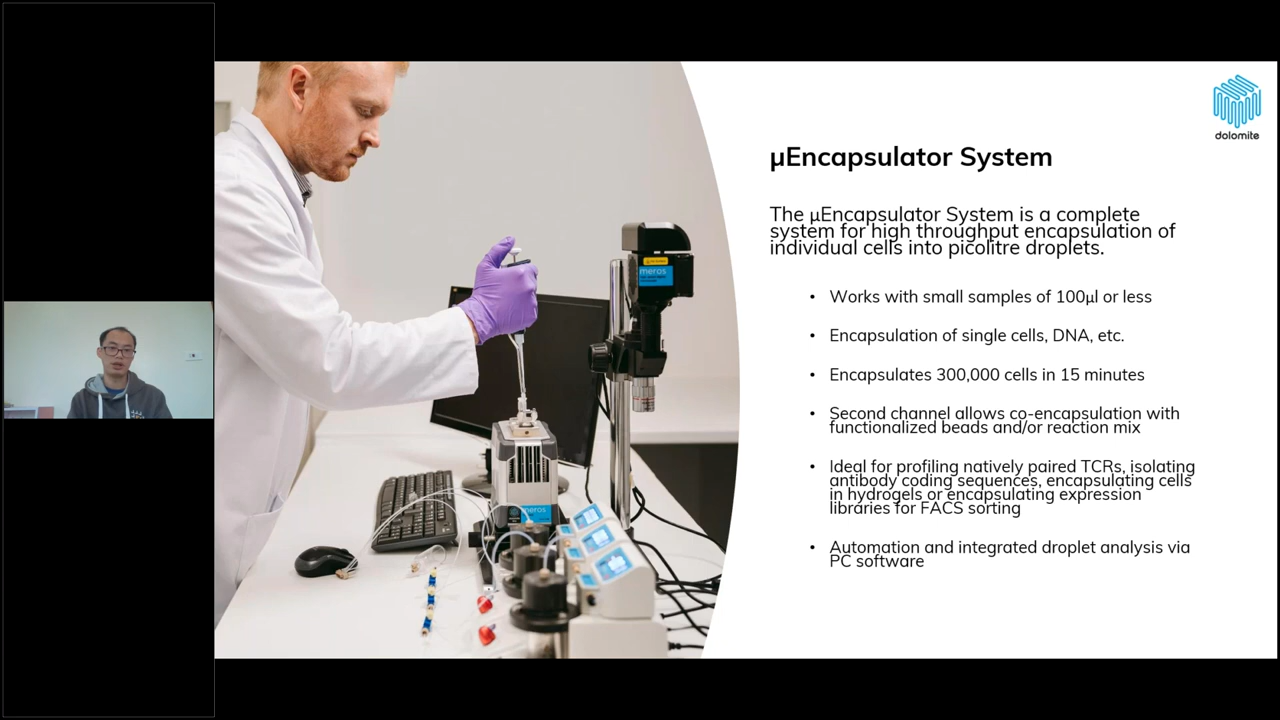 dolomite
µEncapsulator System
The µEncapsulator System is a complete
system for high throughput encapsulation of
individual cells into picolitre droplets.
• Works with small samples of 100µl or less
• Encapsulation of single cells, DNA, etc.
• Encapsulates 300,000 cells in 15 minutes
• Second channel allows co-encapsulation with
functionalized beads and/or reaction mix
• Ideal for profiling natively paired TCRs, isolating
antibody coding sequences, encapsulating cells
in hydrogels or encapsulating expression
libraries for FACS sorting
• Automation and integrated droplet analysis via
PC software
meros
meros